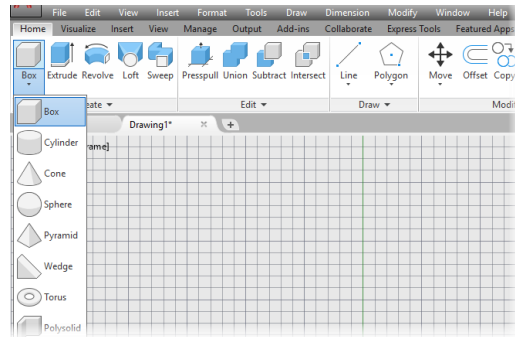 File Edit View Insert Format Tools Draw Dimension Modify Window Help
Home Visualize Insert View Manage Output Add-ins Collaborate Express Tools Featured Apps
Box Extrude Revolve Loft Sweep Presspull Union Subtract Intersect Line Polygon Move Offset Copy
eate Edit Draw Modi
Box
Drawing1*
Cylinder
rame]
Cone
Sphere
Pyramid
Wedge
Torus
Polysolid